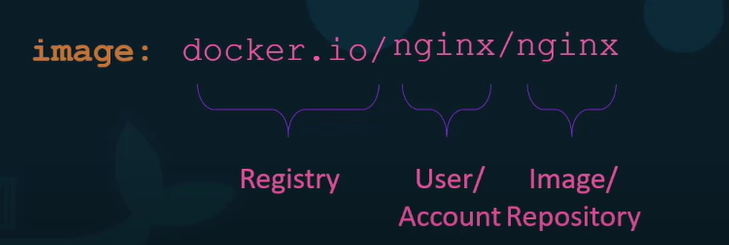 image: docker.io/nginx/nginx
Registry User/ Image/
Account Repository